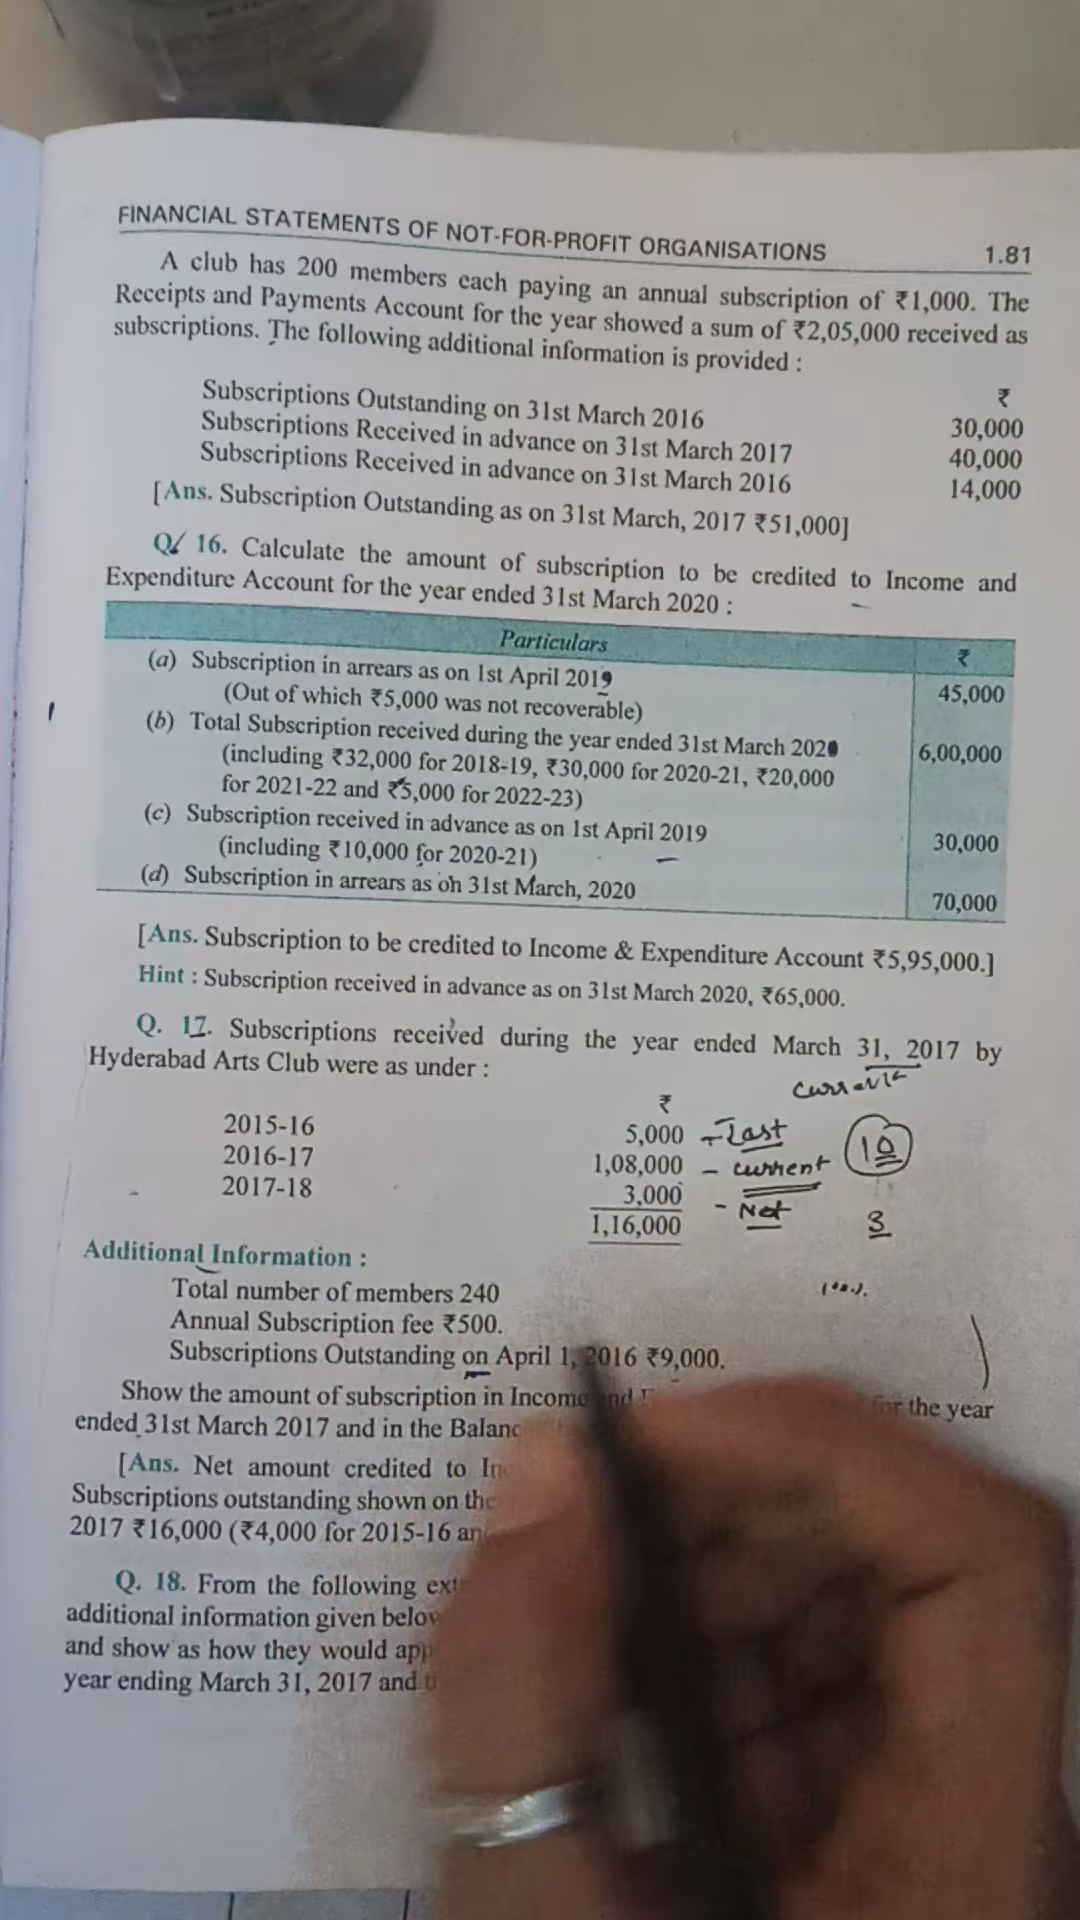 FINANCIAL STATEMENTS OF NOT-FOR-PROFIT ORGANISATIONS 1.81
A club has 200 members each paying an annual subscription of ₹1,000. The
Receipts and Payments Account for the year showed a sum of ₹2,05,000 received as
subscriptions. The following additional information is provided :
₹
Subscriptions Outstanding on 31st March 2016 30,000
Subscriptions Received in advance on 31st March 2017 40,000
Subscriptions Received in advance on 31st March 2016 14,000
[Ans. Subscription Outstanding as on 31st March, 2017 ₹51,000]
Q. 16. Calculate the amount of subscription to be credited to Income and
Expenditure Account for the year ended 31st March 2020 :
Particulars ₹
(a) Subscription in arrears as on 1st April 2019 45,000
(Out of which ₹5,000 was not recoverable)
(b) Total Subscription received during the year ended 31st March 2020 6,00,000
(including ₹32,000 for 2018-19, ₹30,000 for 2020-21, ₹20,000
for 2021-22 and ₹5,000 for 2022-23)
(c) Subscription received in advance as on 1st April 2019 30,000
(including ₹10,000 for 2020-21)
(d) Subscription in arrears as on 31st March, 2020 70,000
[Ans. Subscription to be credited to Income & Expenditure Account ₹5,95,000.]
Hint : Subscription received in advance as on 31st March 2020, ₹65,000.
Q. 17. Subscriptions received during the year ended March 31, 2017 by
Hyderabad Arts Club were as under :
₹
2015-16 5,000 - Last
2016-17 1,08,000 - current 10
2017-18 3,000 - Net 3
1,16,000
Additional Information :
Total number of members 240
Annual Subscription fee ₹500.
Subscriptions Outstanding on April 1, 2016 ₹9,000.
Show the amount of subscription in Income and for the year
ended 31st March 2017 and in the
[Ans. Net amount credited to
Subscriptions outstanding shown on the
2017 ₹16,000 (₹4,000 for 2015-16
Q. 18. From the following
additional information given below
and show as how they would
year ending March 31, 2017 and